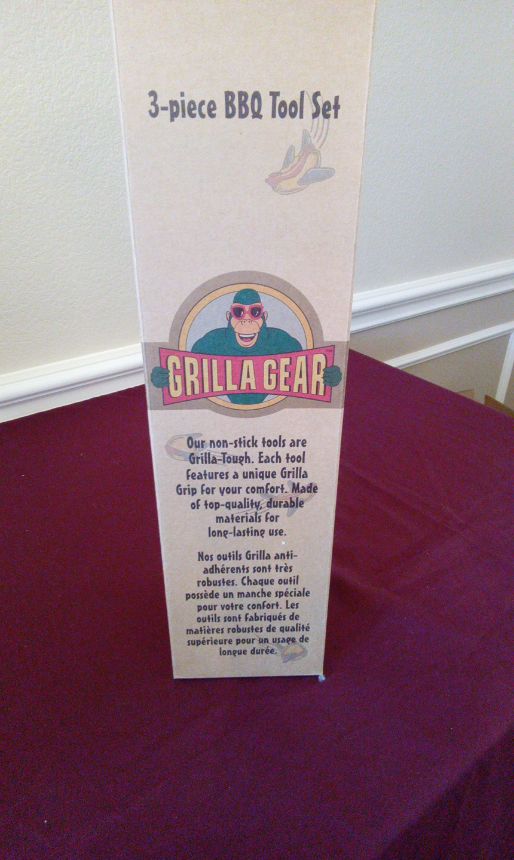 3-piece BBQ Tool Set
GRILLA GEAR
Our non-stick tools are
Grilla-Tough. Each tool
features a unique Grilla
Grip for your comfort. Made
of top-quality, durable
materials for
long-lasting use.
Nos outils Grilla anti-
adhérents sont très
robustes. Chaque outil
possède un manche spéciale
pour votre confort. Les
outils sont fabriqués de
matières robustes de qualité
supérieure pour un usage de
longue durée.